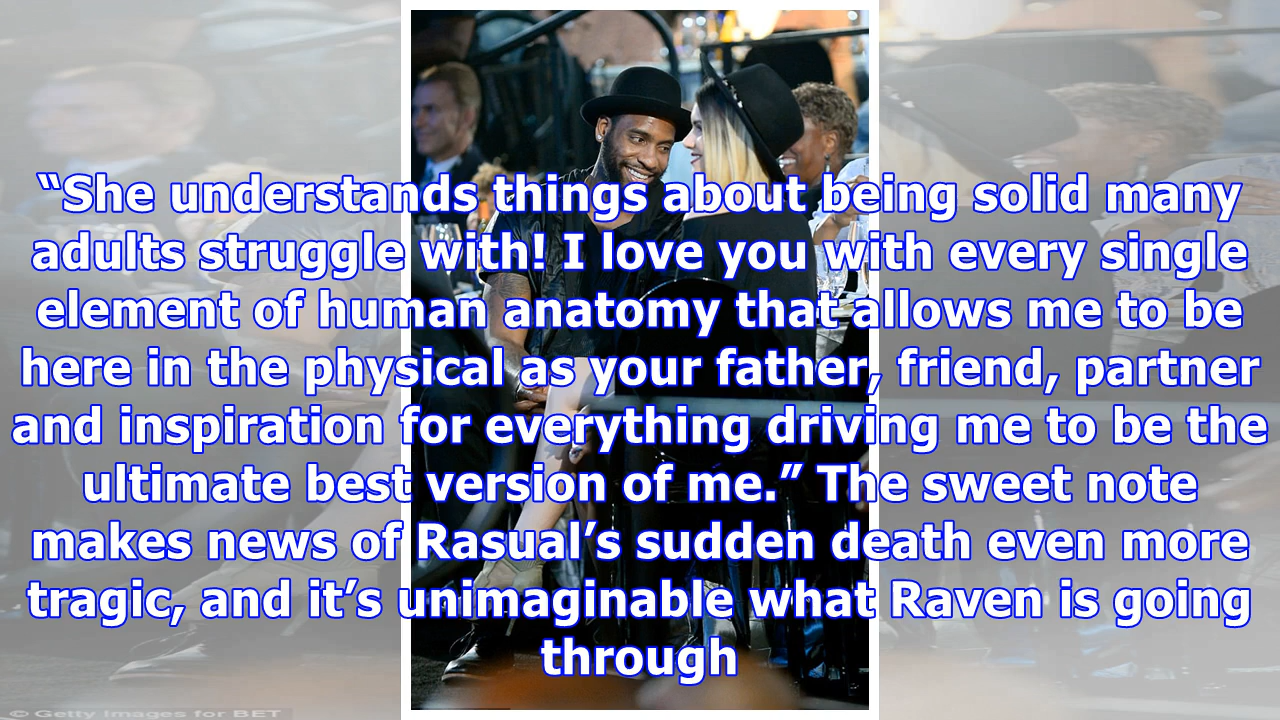 “She understands things about being solid many
adults struggle with! I love you with every single
element of human anatomy that allows me to be
here in the physical as your father, friend, partner
and inspiration for everything driving me to be the
ultimate best version of me.” The sweet note
makes news of Rasual’s sudden death even more
tragic, and it’s unimaginable what Raven is going
through
© Getty Images for BET